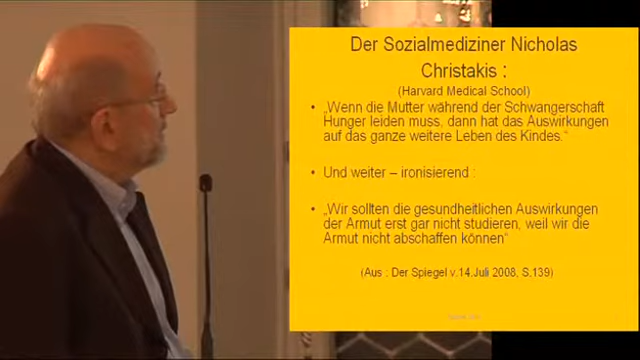 Der Sozialmediziner Nicholas
Christakis :
(Harvard Medical School)
• „Wenn die Mutter während der Schwangerschaft
Hunger leiden muss, dann hat das Auswirkungen
auf das ganze weitere Leben des Kindes.“
• Und weiter – ironisierend :
• „Wir sollten die gesundheitlichen Auswirkungen
der Armut erst gar nicht studieren, weil wir die
Armut nicht abschaffen können“
(Aus : Der Spiegel v.14.Juli 2008, S.139)